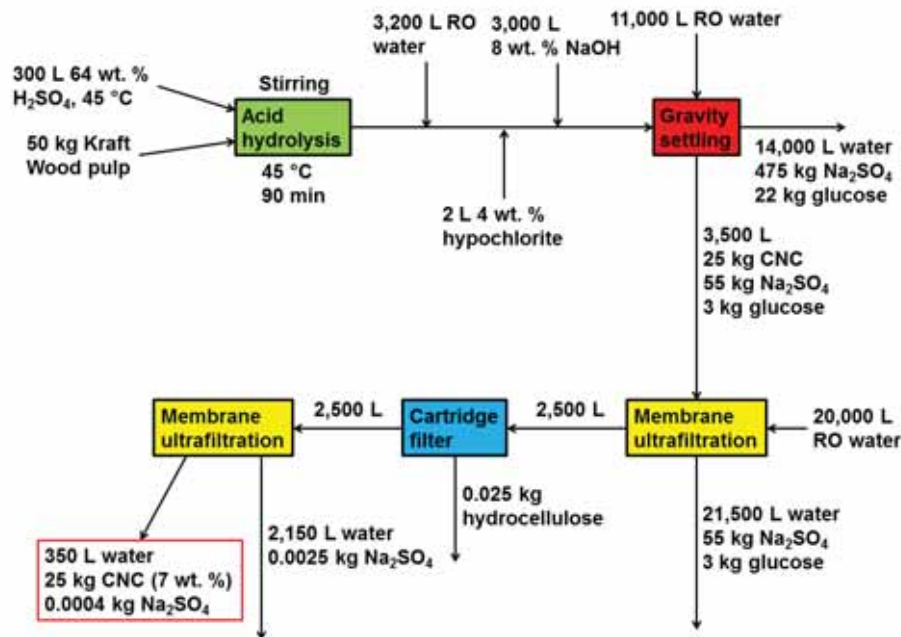 3,200 L RO
water
3,000 L
8 wt. % NaOH
11,000 L RO water
300 L 64 wt. %
H₂SO₄, 45 °C
50 kg Kraft
Wood pulp
Stirring
Acid
hydrolysis
45 °C
90 min
2 L 4 wt. %
hypochlorite
Gravity
settling
14,000 L water
475 kg Na₂SO₄
22 kg glucose
3,500 L
25 kg CNC
55 kg Na₂SO₄
3 kg glucose
Membrane
ultrafiltration
2,500 L
Cartridge
filter
2,500 L
Membrane
ultrafiltration
20,000 L
RO water
0.025 kg
hydrocellulose
2,150 L water
0.0025 kg Na₂SO₄
21,500 L water
55 kg Na₂SO₄
3 kg glucose
350 L water
25 kg CNC (7 wt. %)
0.0004 kg Na₂SO₄